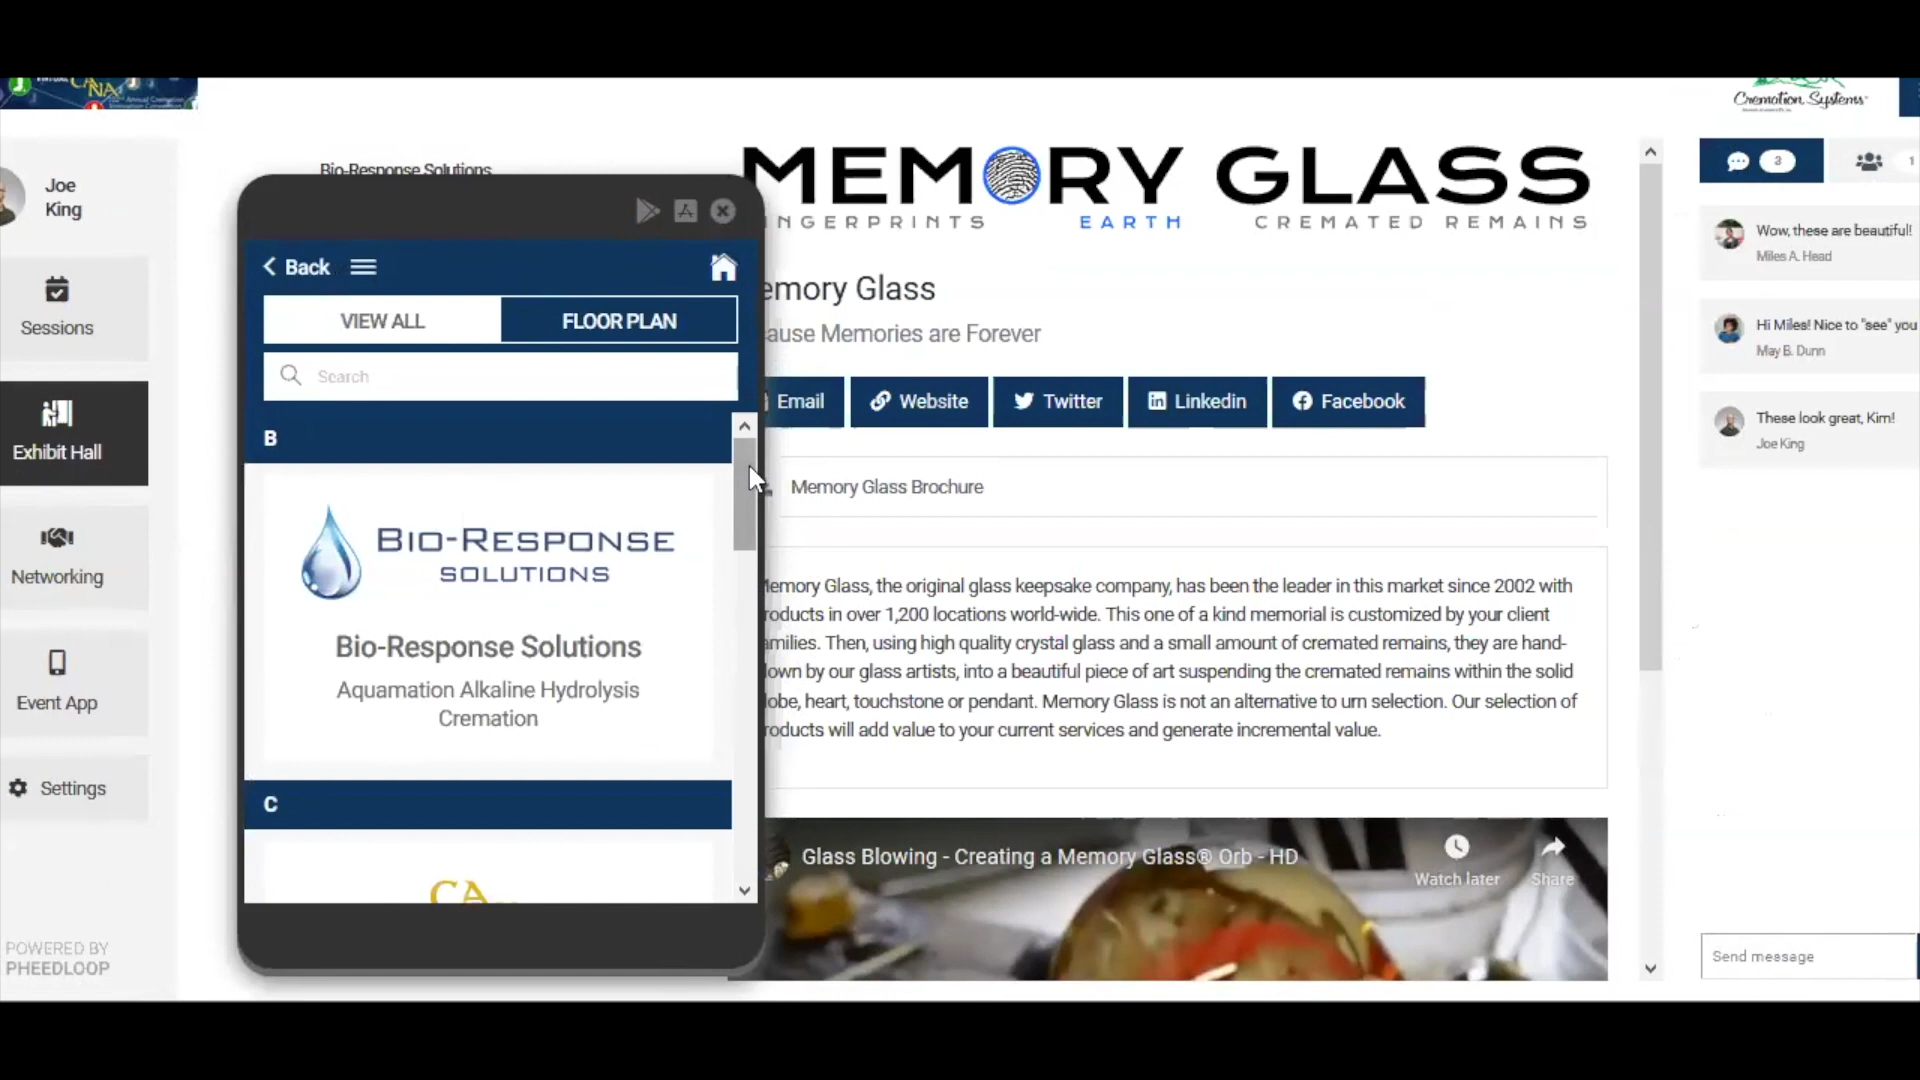 CANA
Cremation Systems
Joe
King
Sessions
Exhibit Hall
Networking
Event App
Settings
POWERED BY
PHEEDLOOP
Bio-Response Solutions
Back
VIEW ALL
FLOOR PLAN
Search
B
BIO-RESPONSE
SOLUTIONS
Bio-Response Solutions
Aquamation Alkaline Hydrolysis
Cremation
C
CA
MEMORY GLASS
NGERPRINTS EARTH CREMATED REMAINS
emory Glass
ause Memories are Forever
Email
Website
Twitter
Linkedin
Facebook
Memory Glass Brochure
emory Glass, the original glass keepsake company, has been the leader in this market since 2002 with
roducts in over 1,200 locations world-wide. This one of a kind memorial is customized by your client
amilies. Then, using high quality crystal glass and a small amount of cremated remains, they are hand-
lown by our glass artists, into a beautiful piece of art suspending the cremated remains within the solid
lobe, heart, touchstone or pendant. Memory Glass is not an alternative to urn selection. Our selection of
roducts will add value to your current services and generate incremental value.
Glass Blowing - Creating a Memory Glass® Orb - HD
Watch later
Share
3
1
Wow, these are beautiful!
Miles A. Head
Hi Miles! Nice to "see" you
May B. Dunn
These look great, Kim!
Joe King
Send message